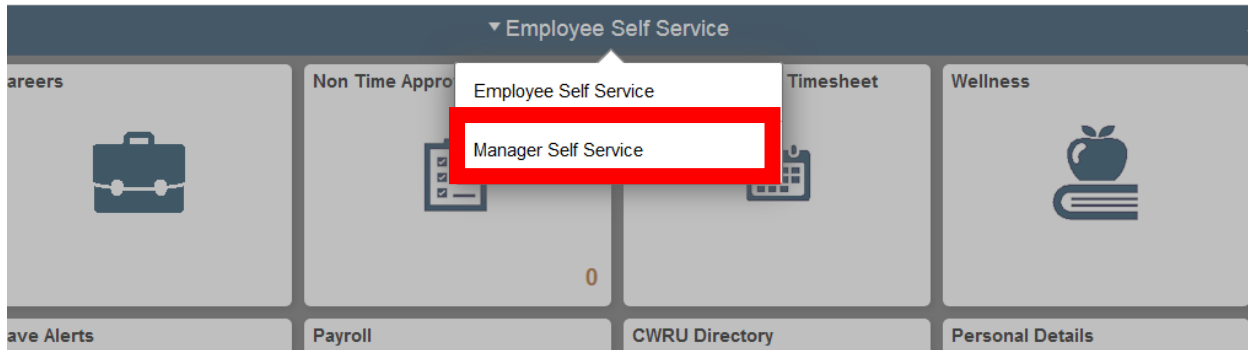 ▼ Employee Self Service
areers
Non Time Appro
Timesheet
Wellness
Employee Self Service
Manager Self Service
0
ave Alerts
Payroll
CWRU Directory
Personal Details